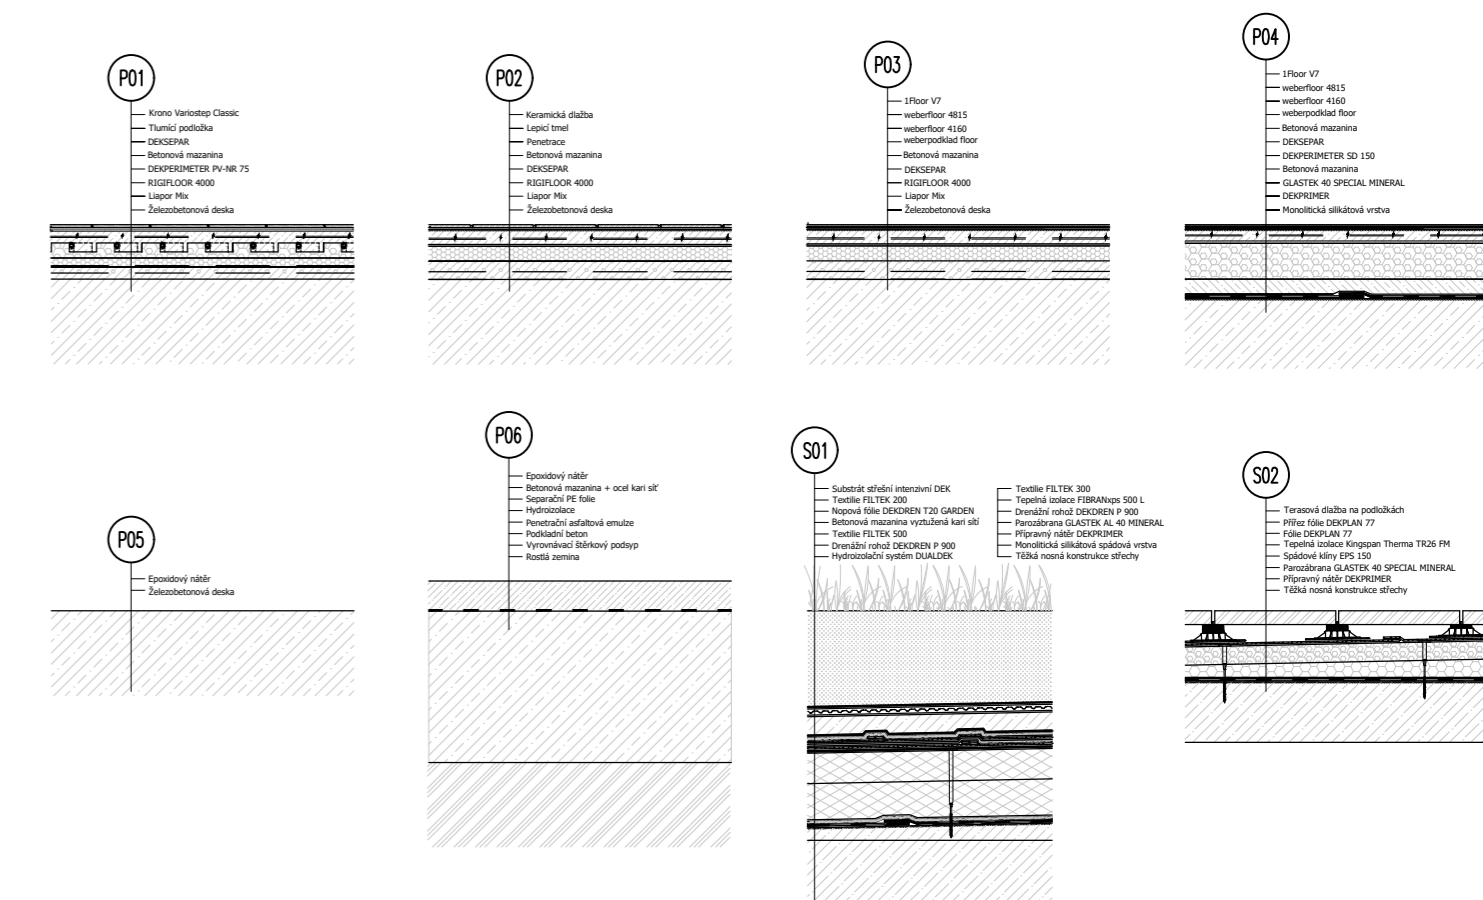 P01
Krono Variostep Classic
Tlumící podložka
DEKSEPAR
Betonová mazanina
DEKPERIMETER PV-NR 75
RIGIFLOOR 4000
Liapor Mix
Železobetonová deska
P02
Keramická dlažba
Lepicí tmel
Penetrace
Betonová mazanina
DEKSEPAR
RIGIFLOOR 4000
Liapor Mix
Železobetonová deska
P03
1Floor V7
weberfloor 4815
weberfloor 4160
weberpodklad floor
Betonová mazanina
DEKSEPAR
RIGIFLOOR 4000
Liapor Mix
Železobetonová deska
P04
1Floor V7
weberfloor 4815
weberfloor 4160
weberpodklad floor
Betonová mazanina
DEKSEPAR
DEKPERIMETER SD 150
Betonová mazanina
GLASTEK 40 SPECIAL MINERAL
DEKPRIMER
Monolitická silikátová vrstva
P05
Epoxidový nátěr
Železobetonová deska
P06
Epoxidový nátěr
Betonová mazanina + ocel kari síť
Separační PE folie
Hydroizolace
Penetrační asfaltová emulze
Podkladní beton
Vyrovnávací štěrkový podsyp
Rostlá zemina
S01
Substrát střešní intenzivní DEK
Textilie FILTEK 200
Nopová fólie DEKDREN T20 GARDEN
Betonová mazanina vyztužená kari sítí
Textilie FILTEK 500
Drenážní rohož DEKDREN P 900
Hydroizolační systém DUALDEK
Textilie FILTEK 300
Tepelná izolace FIBRANxps 500 L
Drenážní rohož DEKDREN P 900
Parozábrana GLASTEK AL 40 MINERAL
Přípravný nátěr DEKPRIMER
Monolitická silikátová spádová vrstva
Těžká nosná konstrukce střechy
S02
Terasová dlažba na podložkách
Přířez fólie DEKPLAN 77
Fólie DEKPLAN 77
Tepelná izolace Kingspan Therma TR26 FM
Spádové klíny EPS 150
Parozábrana GLASTEK 40 SPECIAL MINERAL
Přípravný nátěr DEKPRIMER
Těžká nosná konstrukce střechy